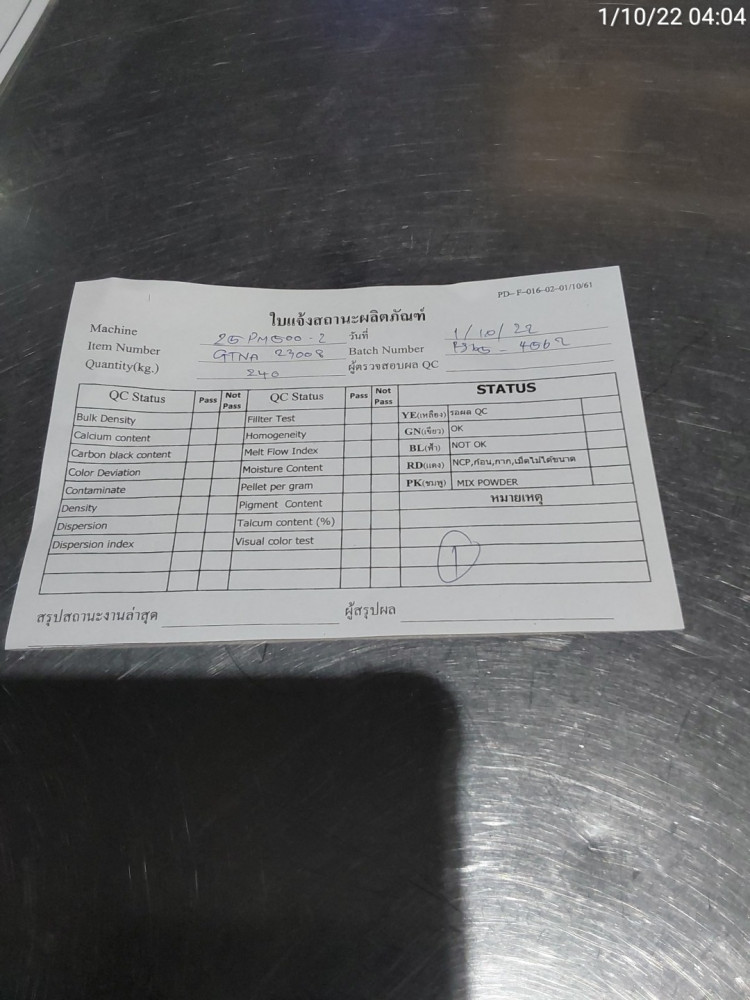 1/10/22 04:04
PD-F-016-02-01/10/61
ใบแจ้งสถานะผลิตภัณฑ์
Machine 25 PM500-2 วันที่ 1/10/22
Item Number GTNA 23008 Batch Number 4562
Quantity(kg.) 240 ผู้ตรวจสอบผล QC
QC Status Pass Not Pass QC Status Pass Not Pass STATUS
Bulk Density Fillter Test YE(เหลือง) รอผล QC
Calcium content Homogeneity GN(เขียว) OK
Carbon black content Melt Flow Index BL(ฟ้า) NOT OK
Color Deviation Moisture Content RD(แดง) NCP,ก้อน,กาก,เม็ดไม่ได้ขนาด
Contaminate Pellet per gram PK(ชมพู) MIX POWDER
Density Pigment Content หมายเหตุ
Dispersion Talcum content (%)
Dispersion index Visual color test
1
สรุปสถานะงานล่าสุด ผู้สรุปผล